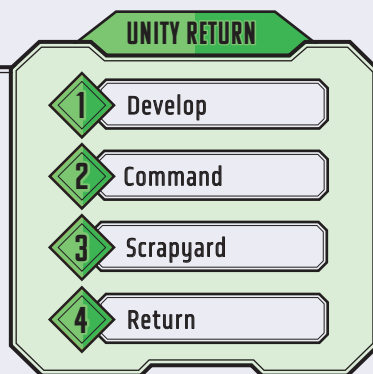 UNITY RETURN
1 Develop
2 Command
3 Scrapyard
4 Return